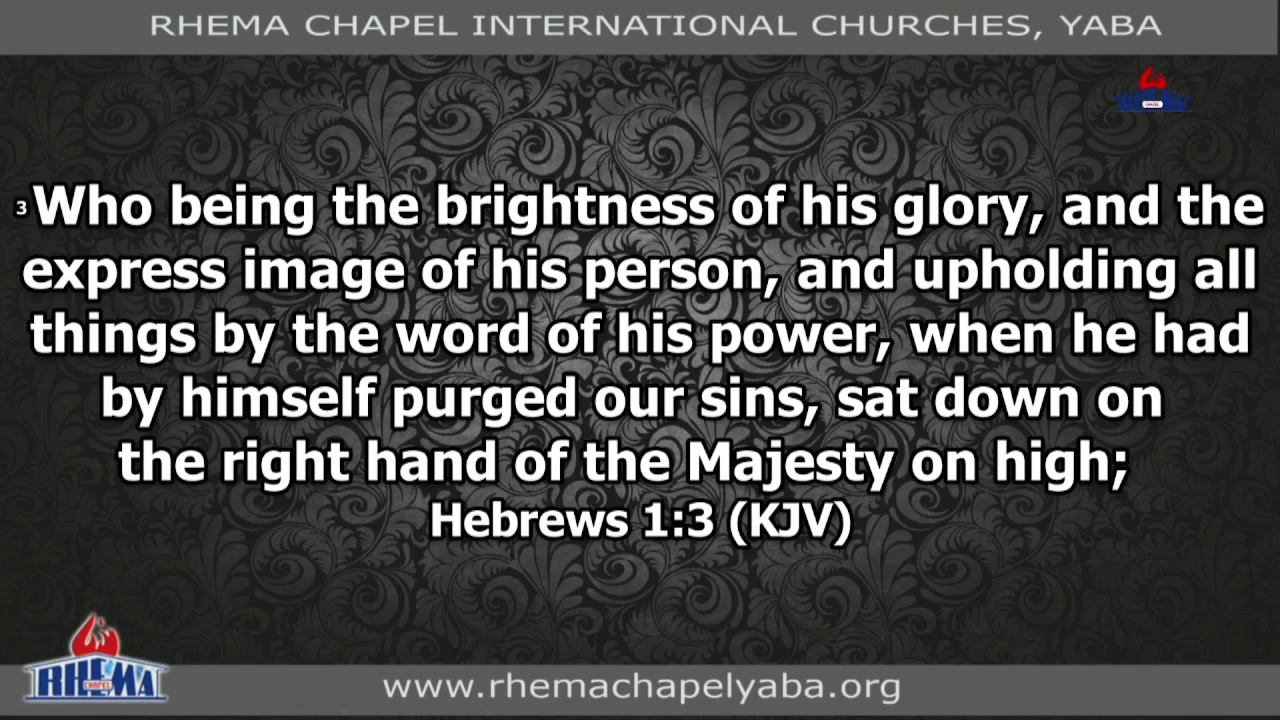 RHEMA CHAPEL INTERNATIONAL CHURCHES, YABA
RHEMA
CHAPEL
3 Who being the brightness of his glory, and the
express image of his person, and upholding all
things by the word of his power, when he had
by himself purged our sins, sat down on
the right hand of the Majesty on high;
Hebrews 1:3 (KJV)
RHEMA
CHAPEL
www.rhemachapelyaba.org